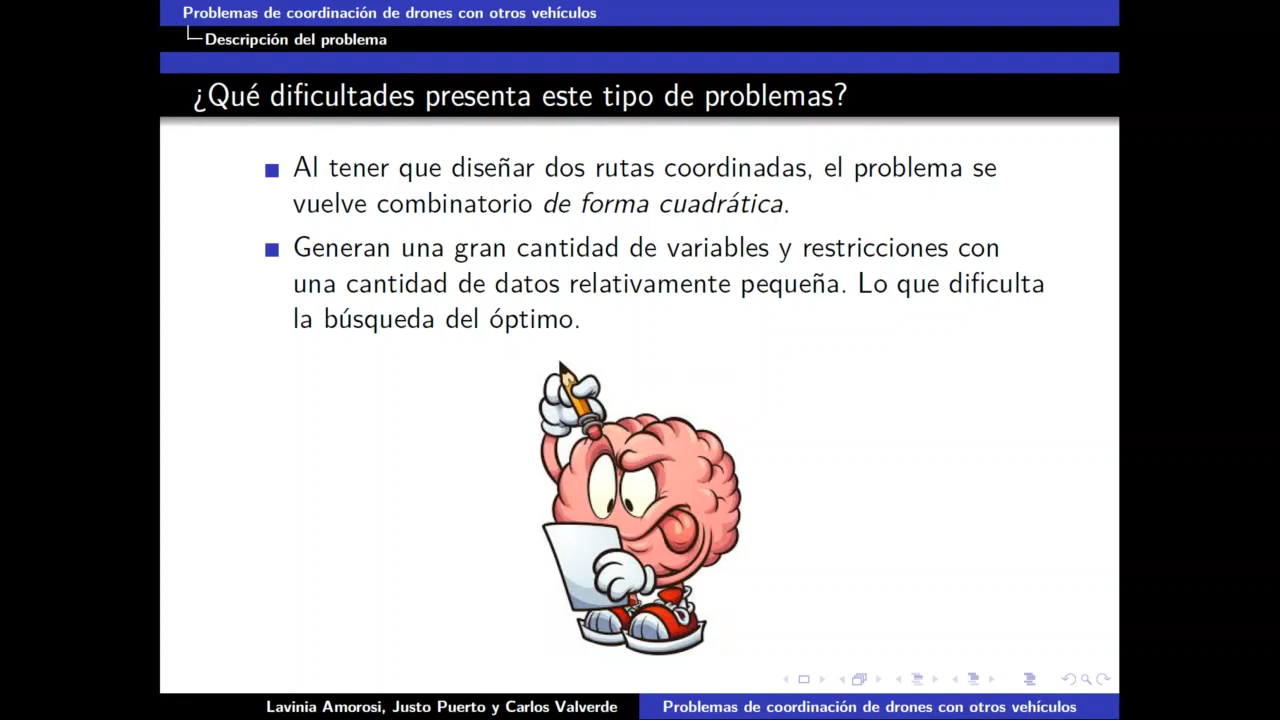 Problemas de coordinación de drones con otros vehículos
Descripción del problema
¿Qué dificultades presenta este tipo de problemas?
Al tener que diseñar dos rutas coordinadas, el problema se
vuelve combinatorio de forma cuadrática.
Generan una gran cantidad de variables y restricciones con
una cantidad de datos relativamente pequeña. Lo que dificulta
la búsqueda del óptimo.
Lavinia Amorosi, Justo Puerto y Carlos Valverde
Problemas de coordinación de drones con otros vehículos